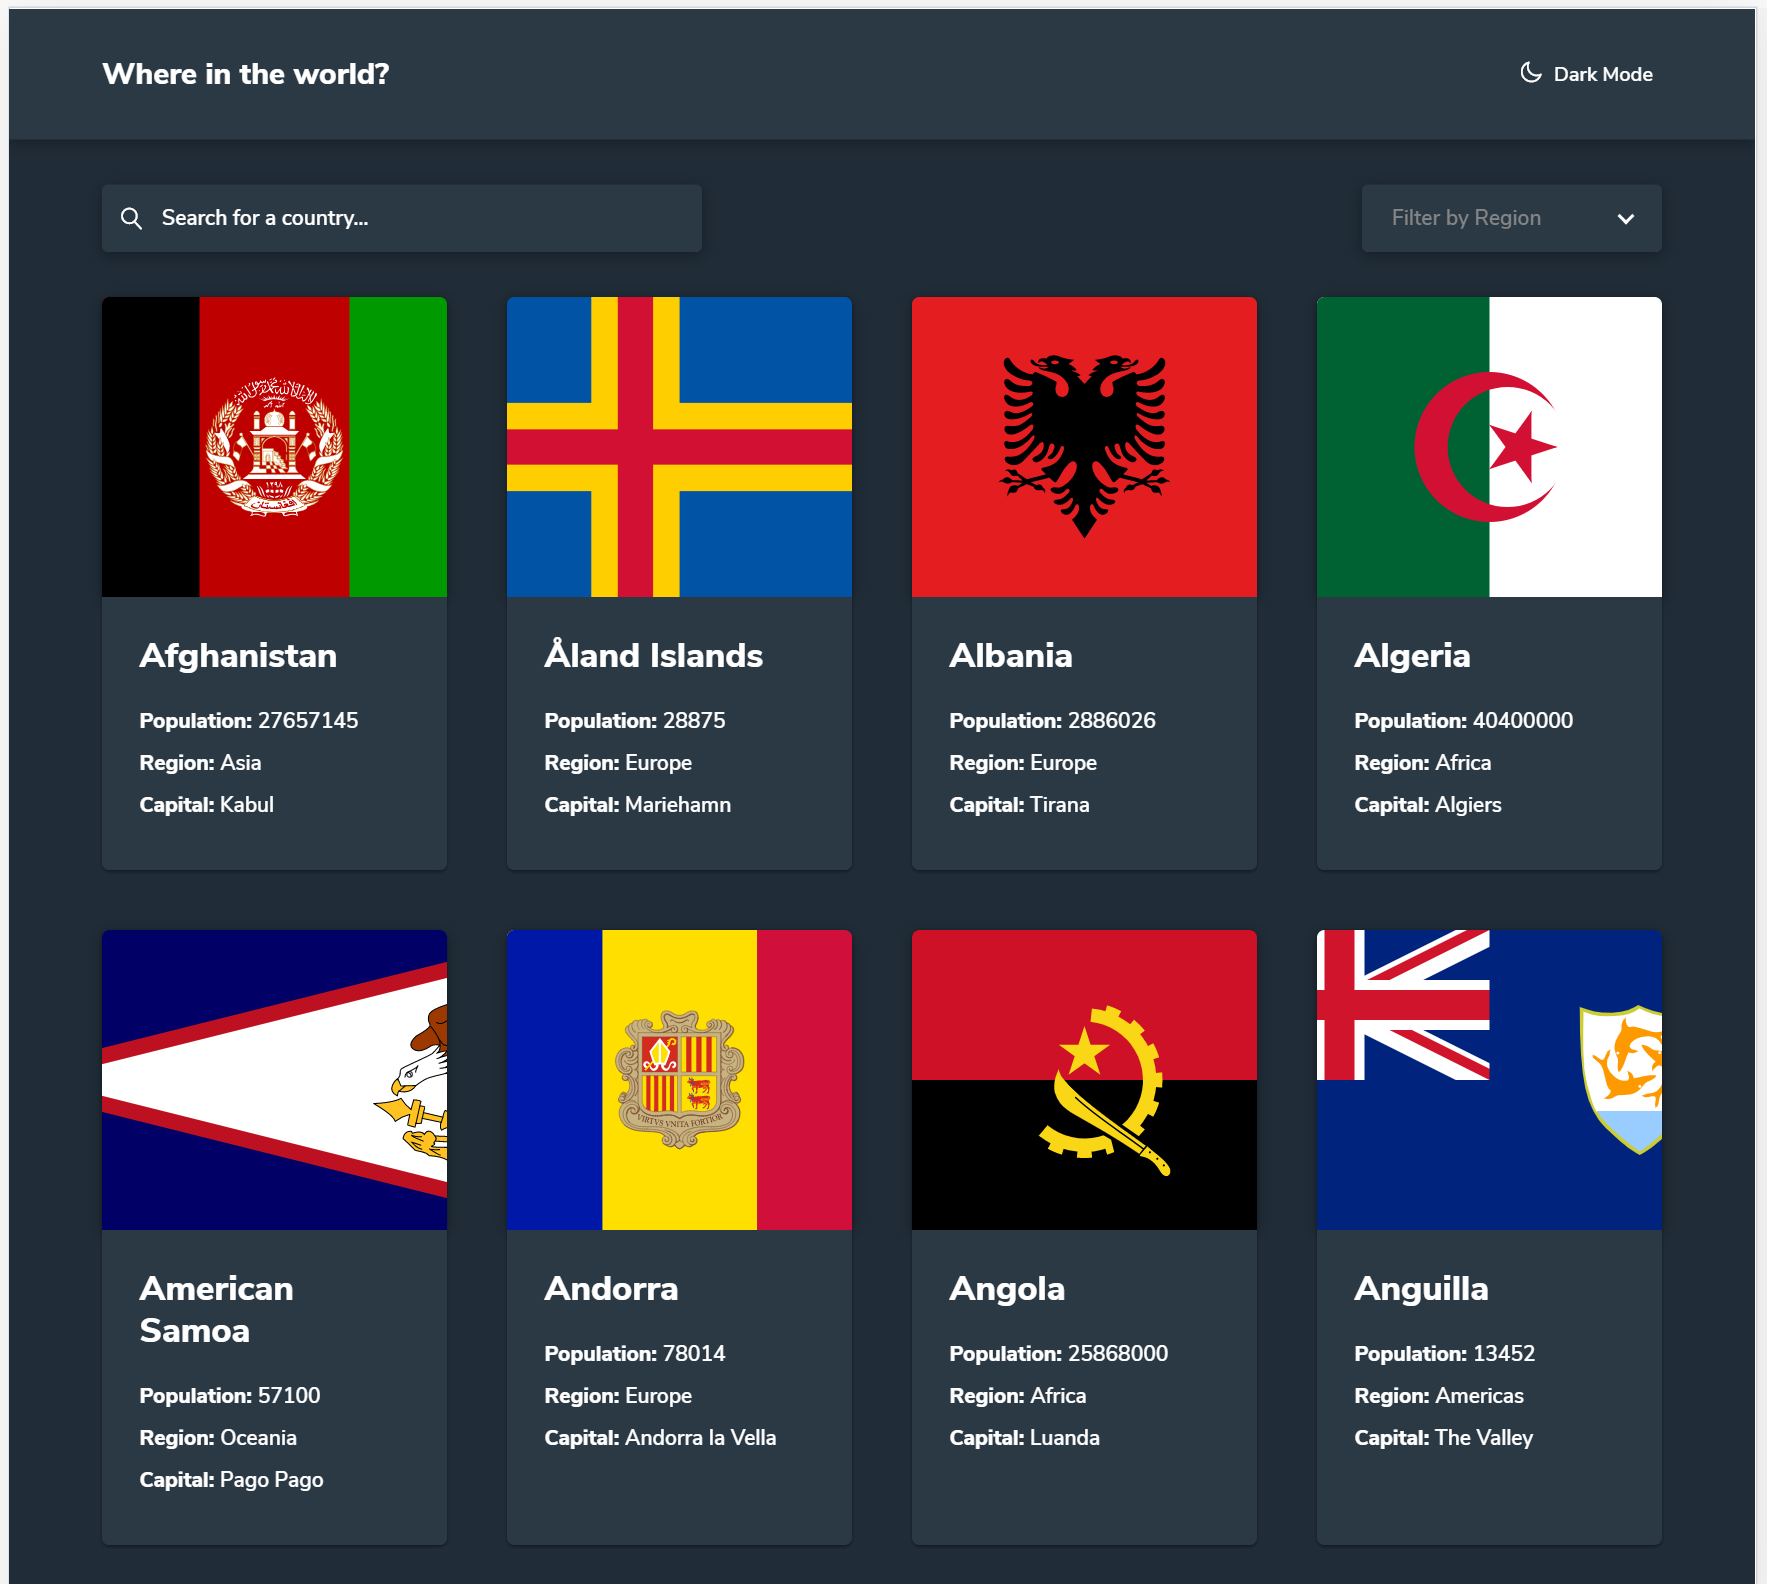 Where in the world?
Dark Mode
Search for a country...
Filter by Region
Afghanistan
Population: 27657145
Region: Asia
Capital: Kabul
Åland Islands
Population: 28875
Region: Europe
Capital: Mariehamn
Albania
Population: 2886026
Region: Europe
Capital: Tirana
Algeria
Population: 40400000
Region: Africa
Capital: Algiers
American
Samoa
Population: 57100
Region: Oceania
Capital: Pago Pago
VIRTVS VNITA FORTIOR
Andorra
Population: 78014
Region: Europe
Capital: Andorra la Vella
Angola
Population: 25868000
Region: Africa
Capital: Luanda
Anguilla
Population: 13452
Region: Americas
Capital: The Valley